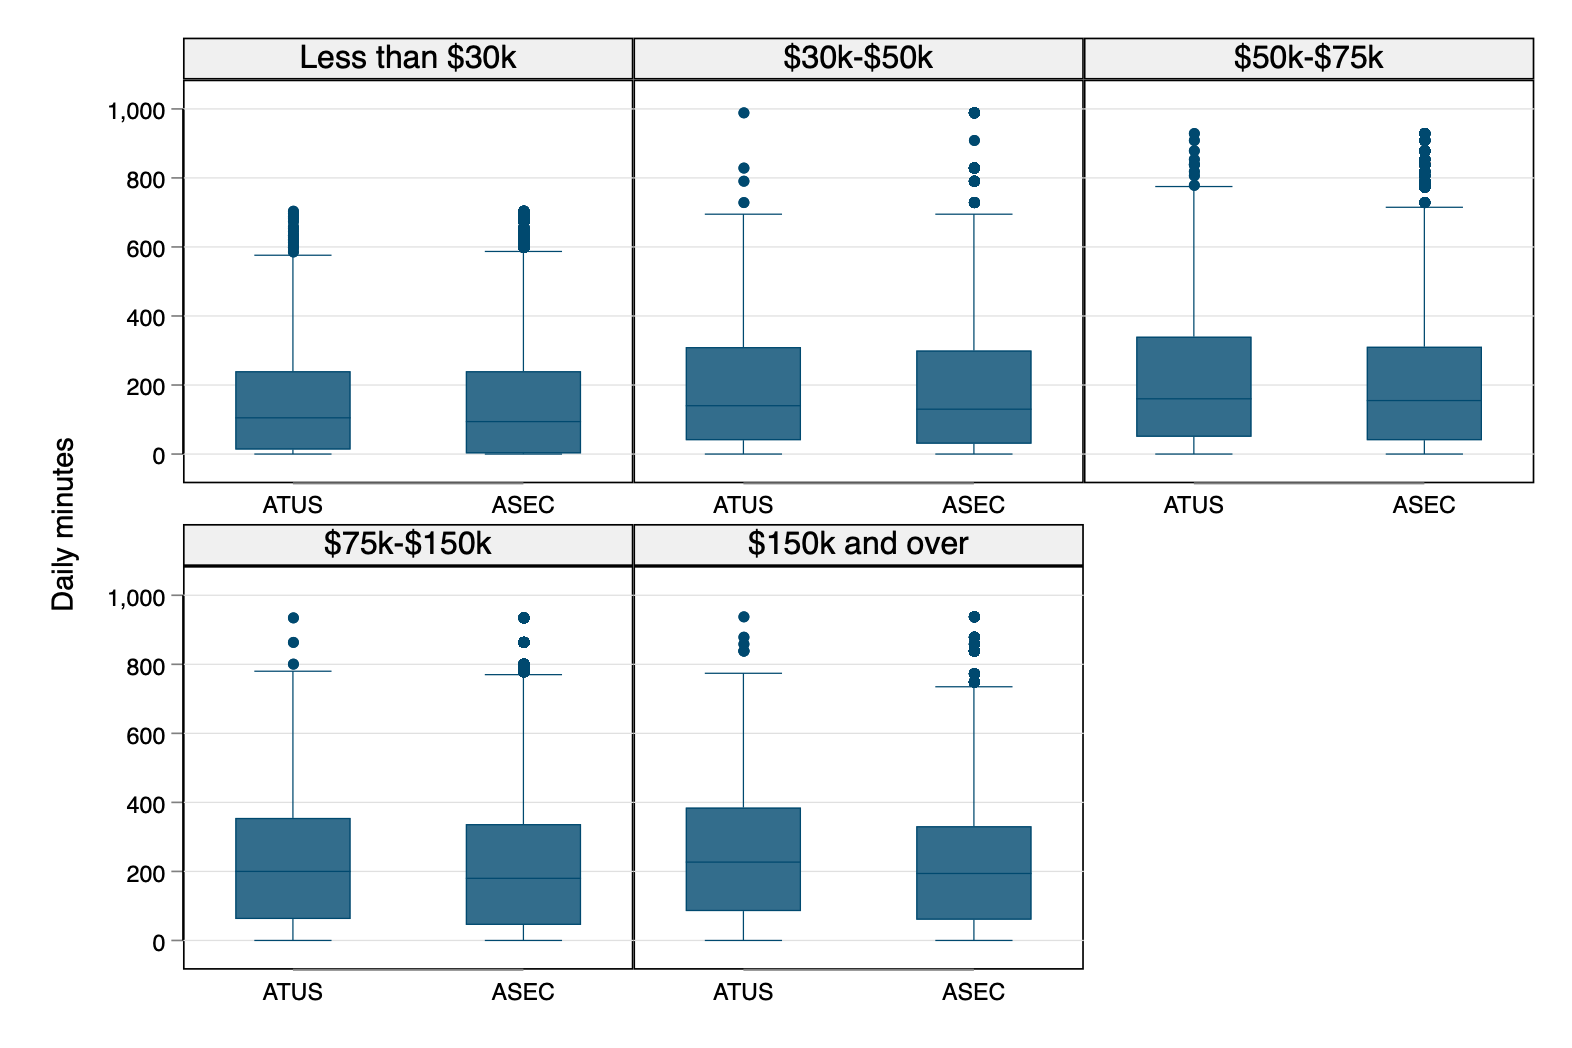 Less than $30k
$30k-$50k
$50k-$75k
1,000
800
600
400
200
0
ATUS
ASEC
ATUS
ASEC
ATUS
ASEC
Daily minutes
$75k-$150k
$150k and over
1,000
800
600
400
200
0
ATUS
ASEC
ATUS
ASEC